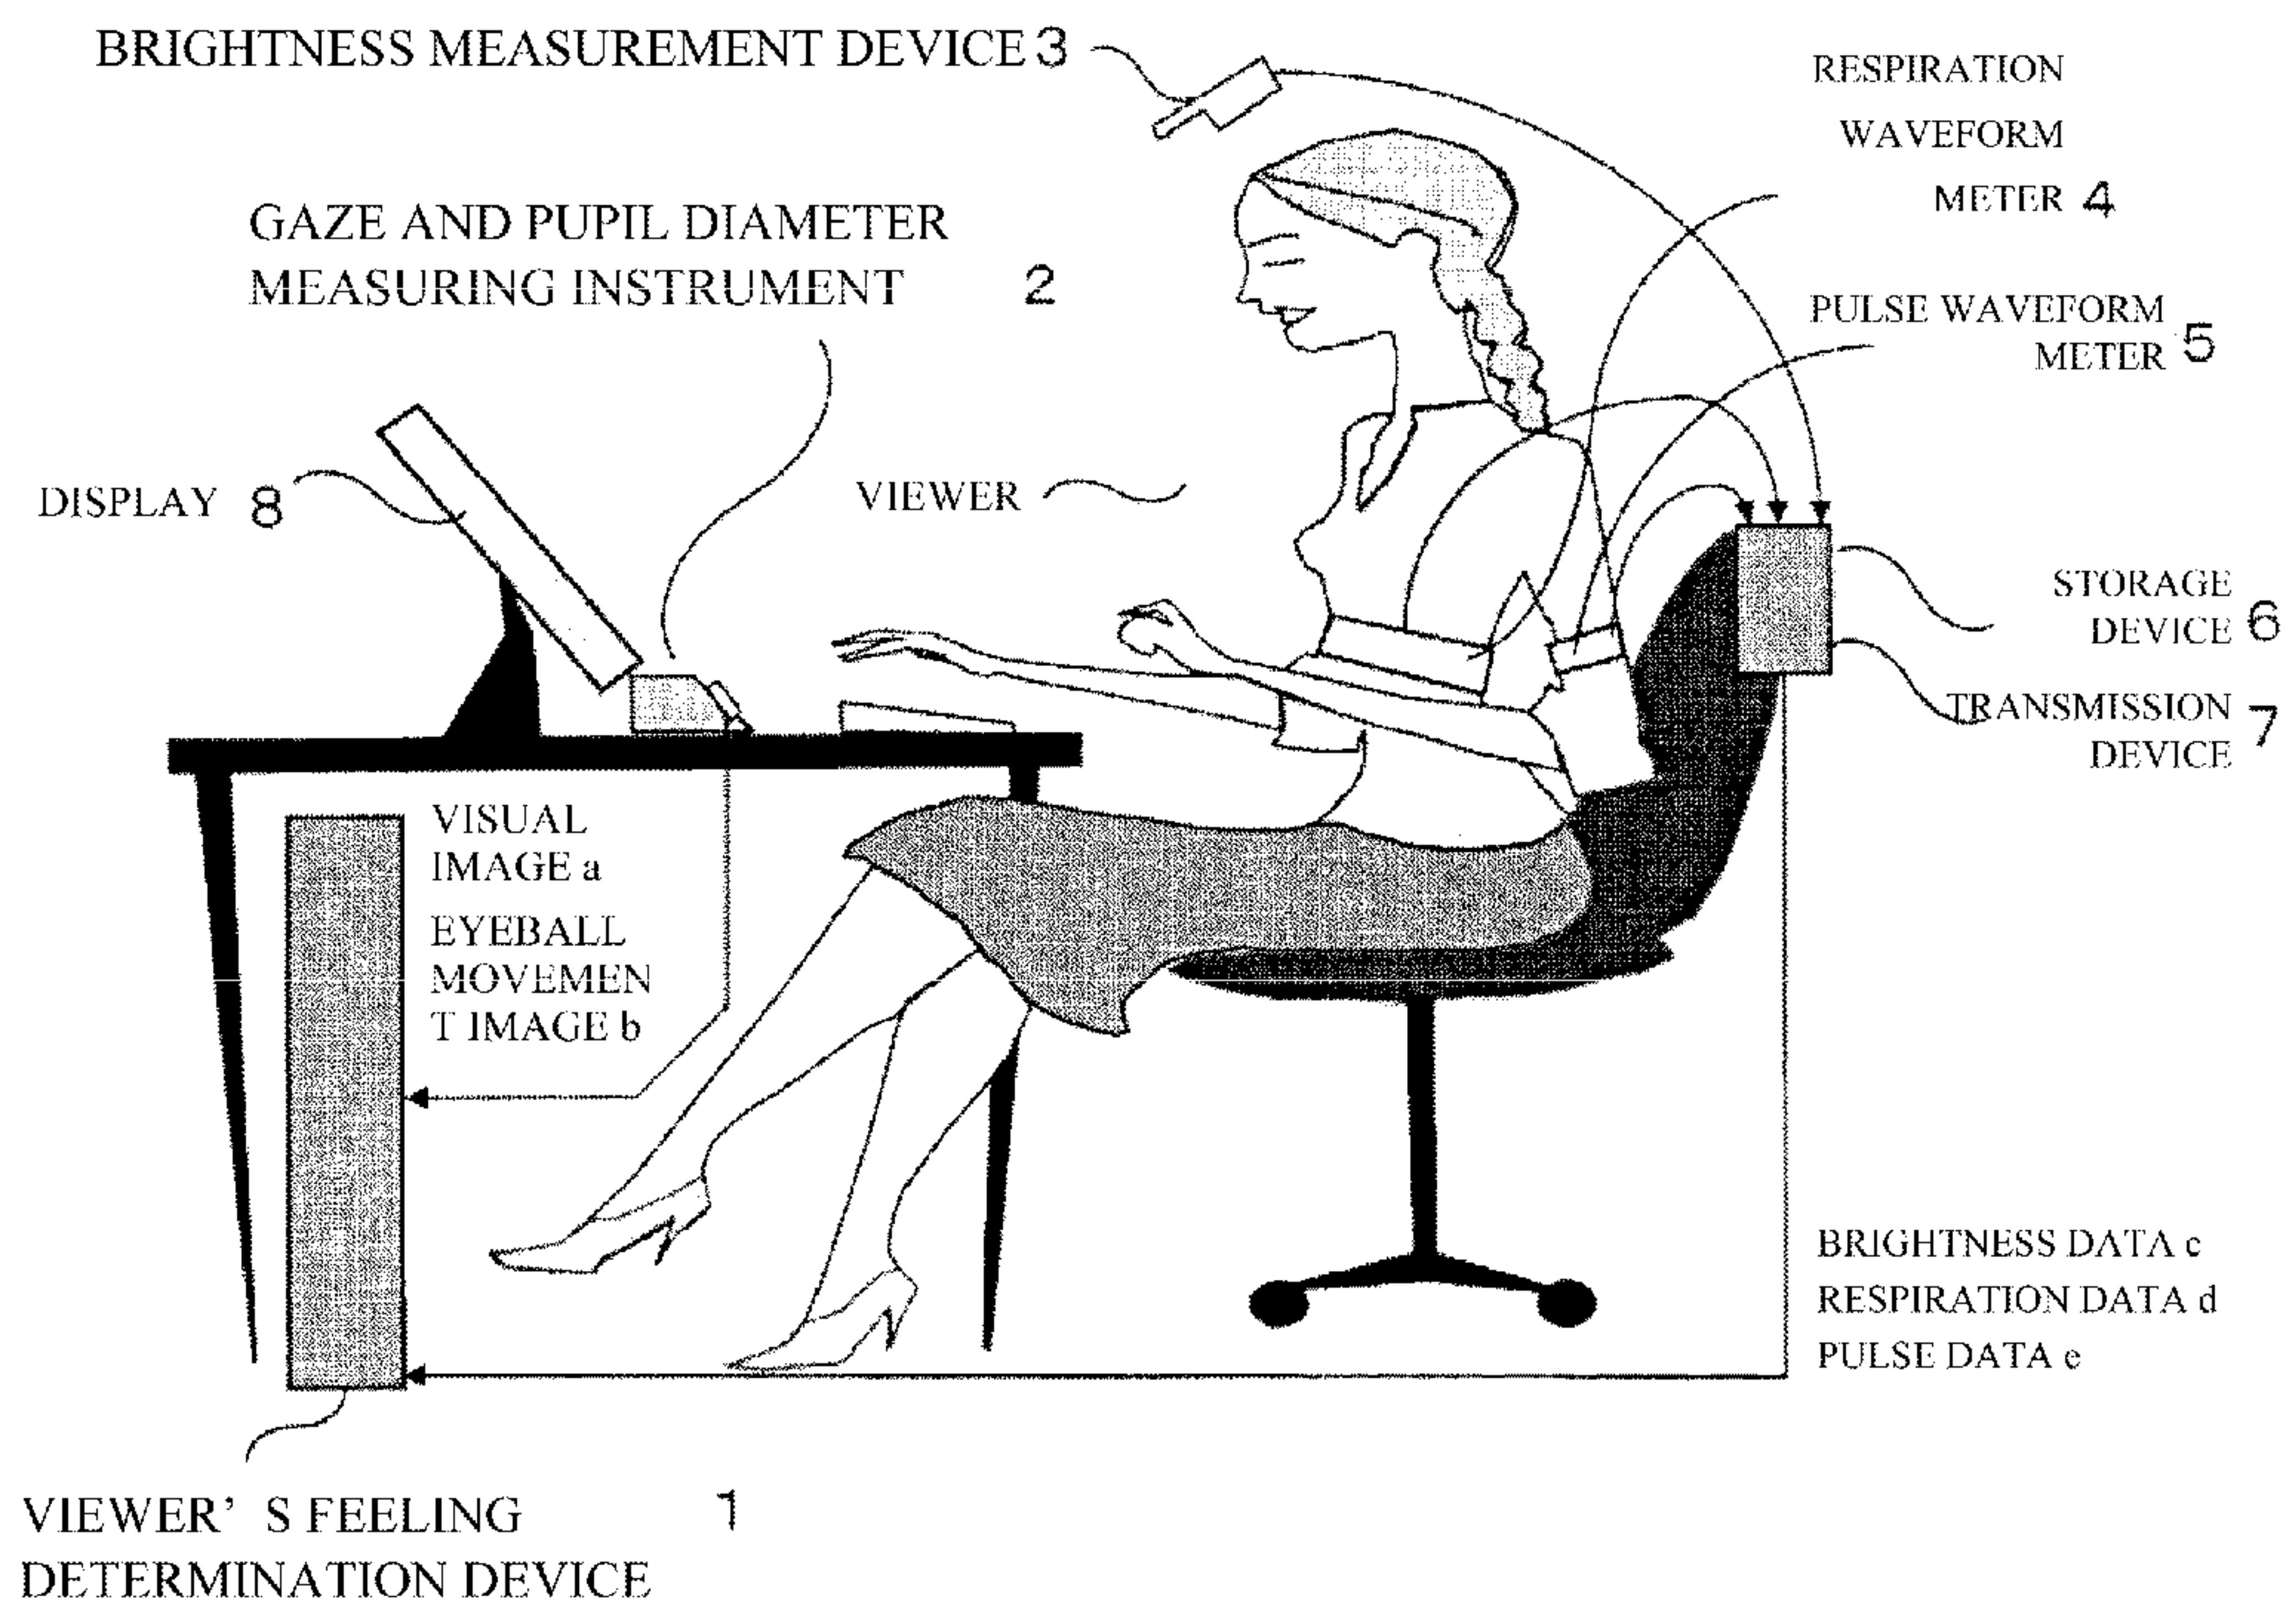 BRIGHTNESS MEASUREMENT DEVICE 3
RESPIRATION
WAVEFORM
METER 4
GAZE AND PUPIL DIAMETER
MEASURING INSTRUMENT 2
PULSE WAVEFORM
METER 5
DISPLAY 8
VIEWER
STORAGE
DEVICE 6
TRANSMISSION
DEVICE 7
VISUAL
IMAGE a
EYEBALL
MOVEMEN
T IMAGE b
BRIGHTNESS DATA c
RESPIRATION DATA d
PULSE DATA e
VIEWER' S FEELING
DETERMINATION DEVICE 1